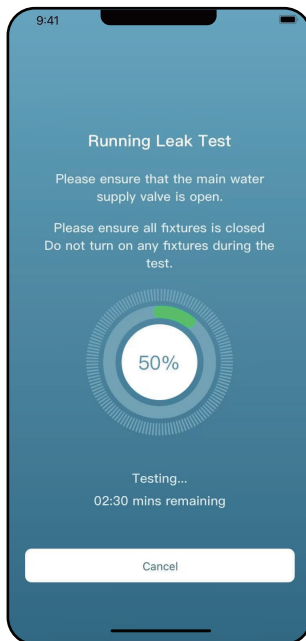 9:41
Running Leak Test
Please ensure that the main water
supply valve is open.
Please ensure all fixtures is closed
Do not turn on any fixtures during the
test.
50%
Testing...
02:30 mins remaining
Cancel